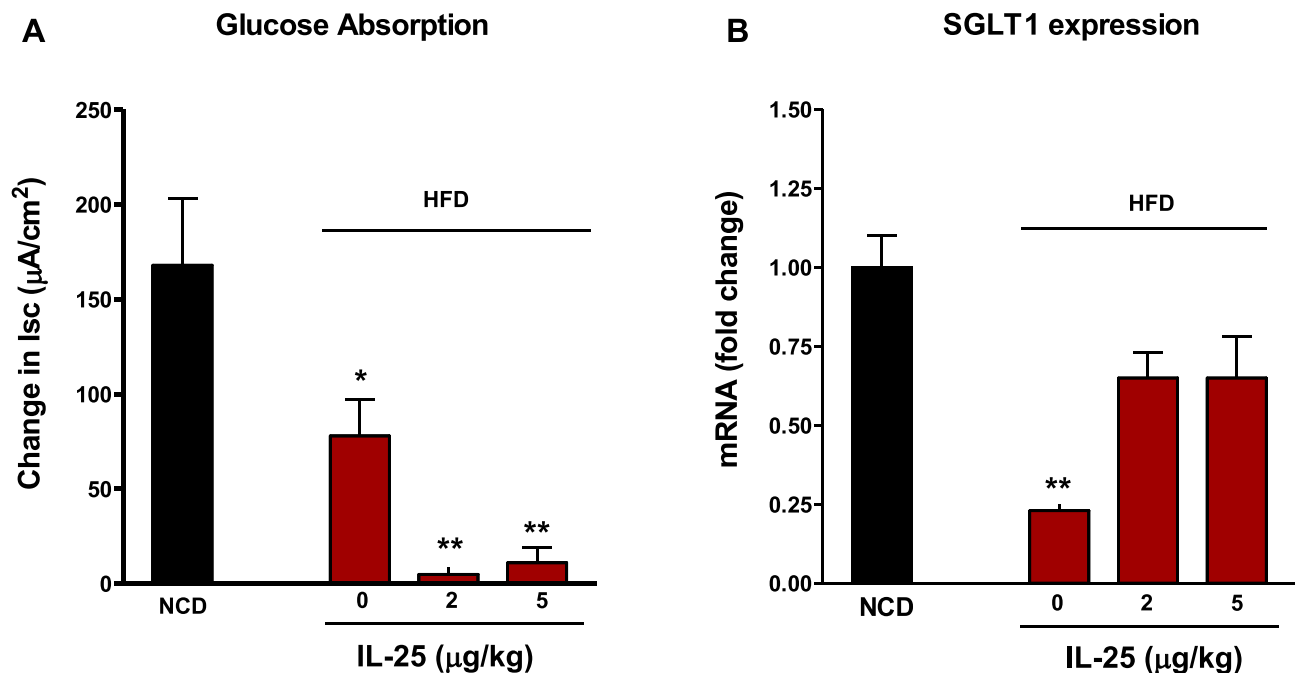 A
Glucose Absorption
Change in Isc (μA/cm²)
250
200
150
100
50
0
HFD
*
**
**
NCD
0
2
5
IL-25 (μg/kg)
B
SGLT1 expression
mRNA (fold change)
1.50
1.25
1.00
0.75
0.50
0.25
0.00
HFD
**
NCD
0
2
5
IL-25 (μg/kg)